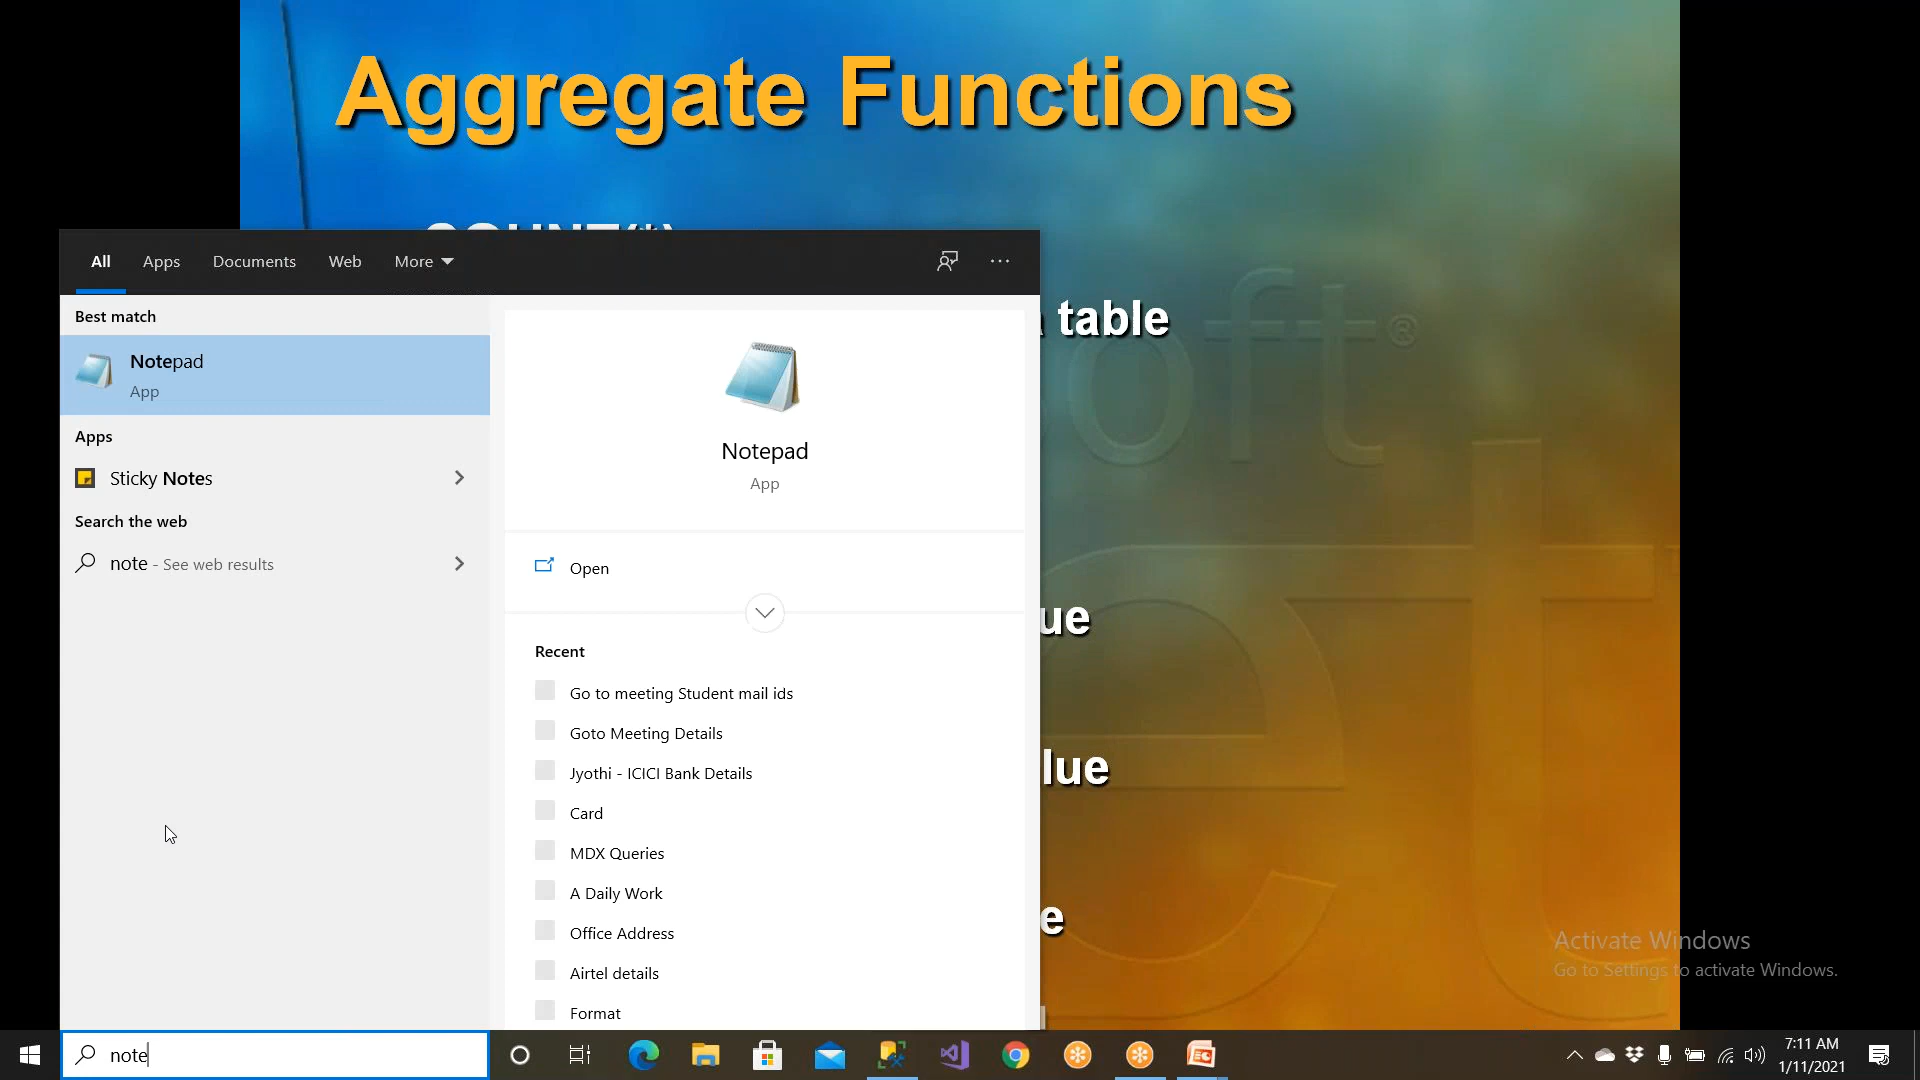 Aggregate Functions
COUNT(*)
table
ue
lue
e
All
Apps
Documents
Web
More
Best match
Notepad
App
Apps
Sticky Notes
Search the web
note - See web results
Notepad
App
Open
Recent
Go to meeting Student mail ids
Goto Meeting Details
Jyothi - ICICI Bank Details
Card
MDX Queries
A Daily Work
Office Address
Airtel details
Format
Activate Windows
Go to Settings to activate Windows.
note
7:11 AM
1/11/2021